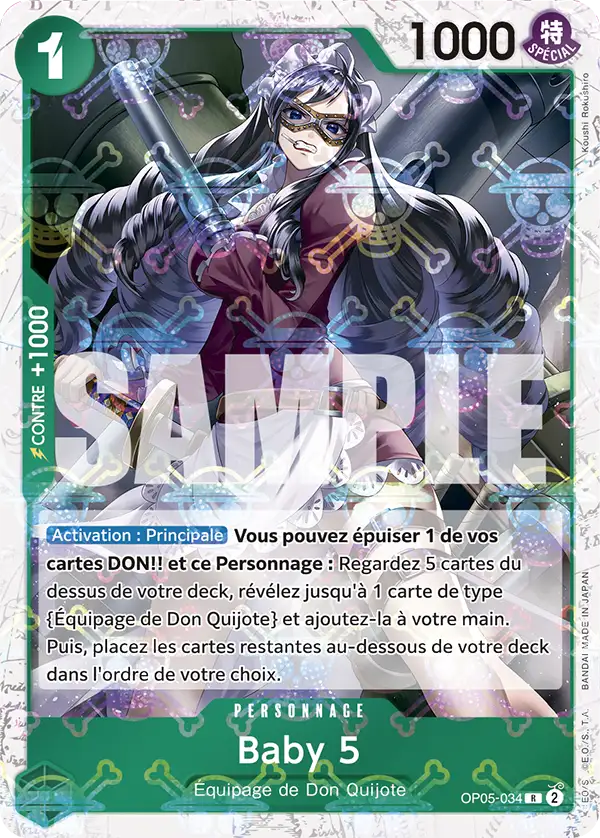 1
1000
特
SPÉCIAL
Koushi Rokushiro
CONTRE +1000
SAMPLE
Activation : Principale Vous pouvez épuiser 1 de vos
cartes DON!! et ce Personnage : Regardez 5 cartes du
dessus de votre deck, révélez jusqu'à 1 carte de type
{Équipage de Don Quijote} et ajoutez-la à votre main.
Puis, placez les cartes restantes au-dessous de votre deck
dans l'ordre de votre choix.
BANDAI MADE IN JAPAN
©E.O./S., T.A.
PERSONNAGE
Baby 5
Équipage de Don Quijote
OP05-034 R 2